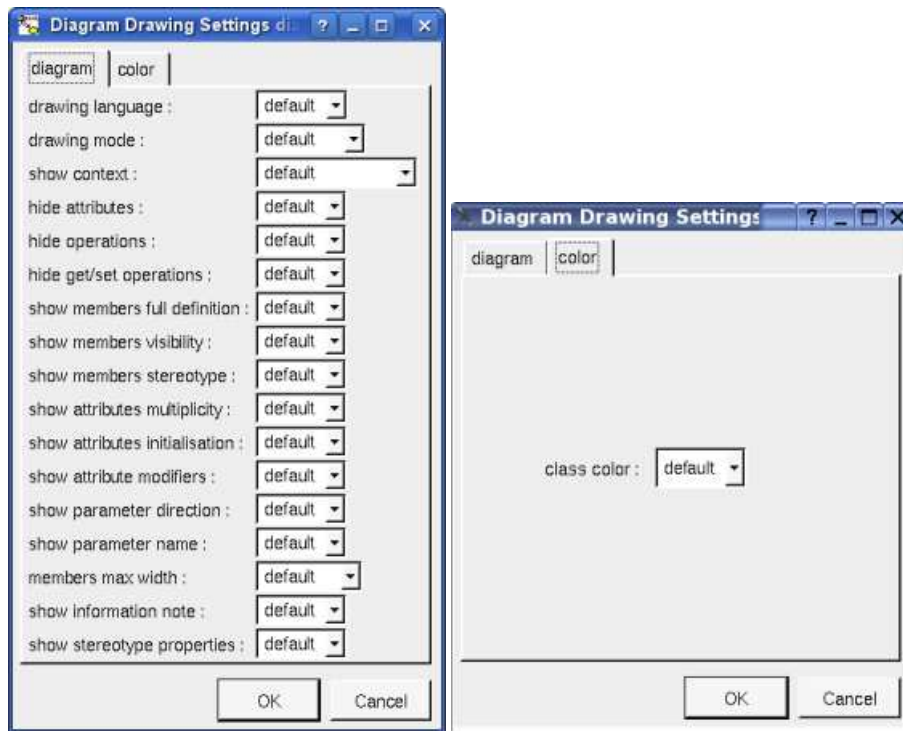 Diagram Drawing Settings
diagram color
drawing language : default
drawing mode : default
show context : default
hide attributes : default
hide operations : default
hide get/set operations : default
show members full definition : default
show members visibility : default
show members stereotype : default
show attributes multiplicity : default
show attributes initialisation : default
show attribute modifiers : default
show parameter direction : default
show parameter name : default
members max width : default
show information note : default
show stereotype properties : default
OK Cancel
Diagram Drawing Settings
diagram color
class color : default
OK Cancel